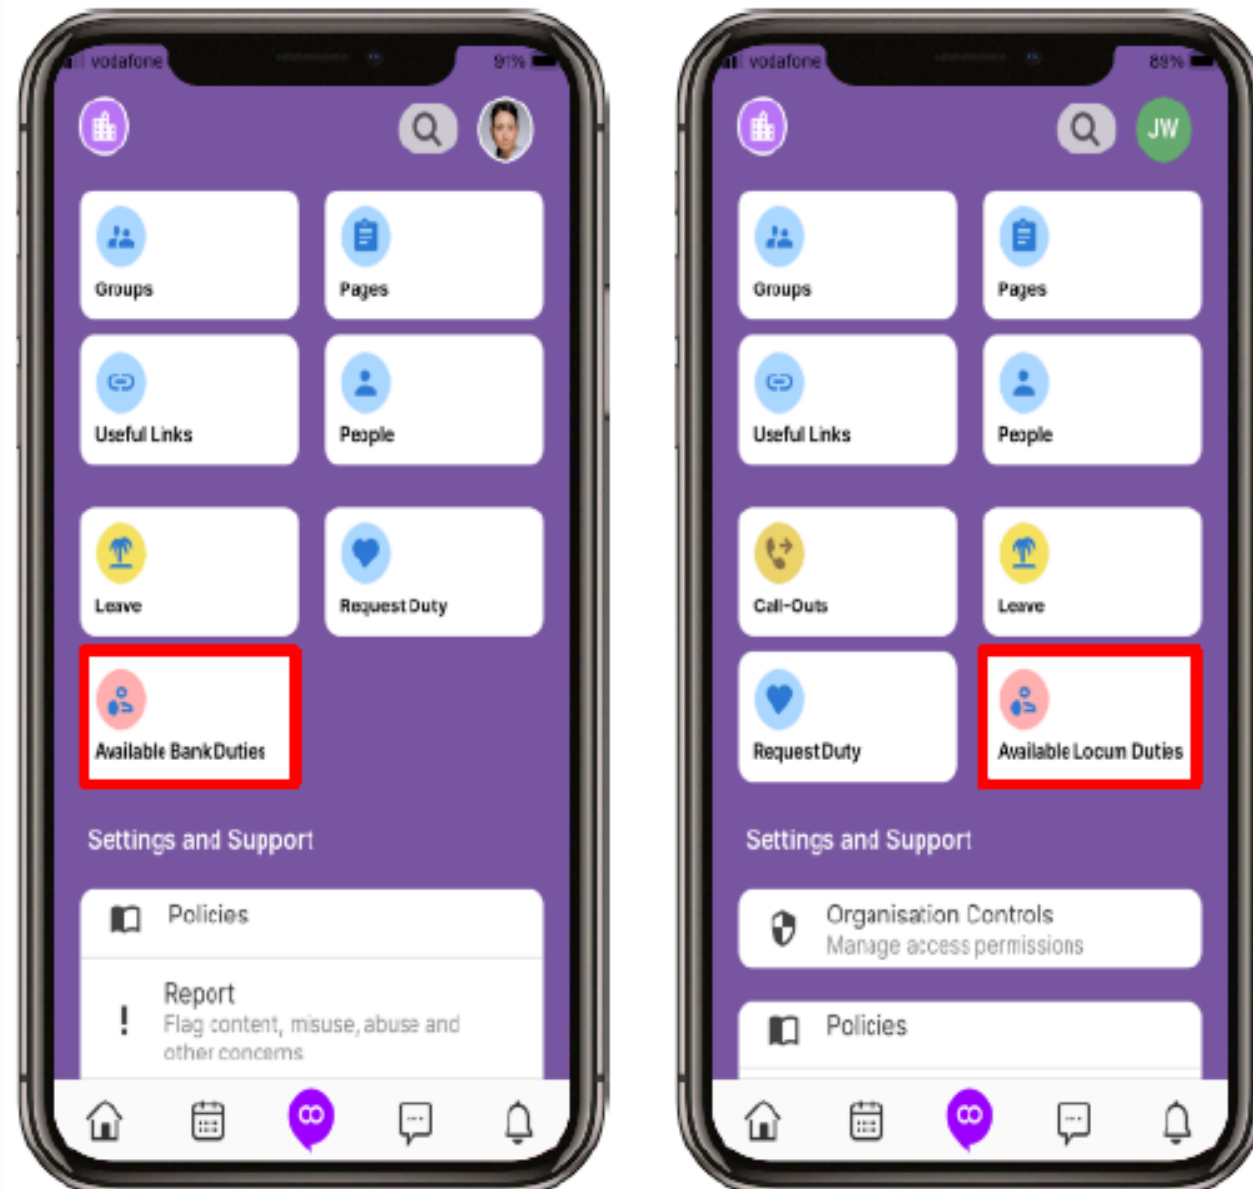 vodafone 91%
Groups Pages
Useful Links People
Leave Request Duty
Available Bank Duties
Settings and Support
Policies
Report
Flag content, misuse, abuse and
other concerns
vodafone 89%
JW
Groups Pages
Useful Links People
Call-Outs Leave
Request Duty Available Locum Duties
Settings and Support
Organisation Controls
Manage access permissions
Policies